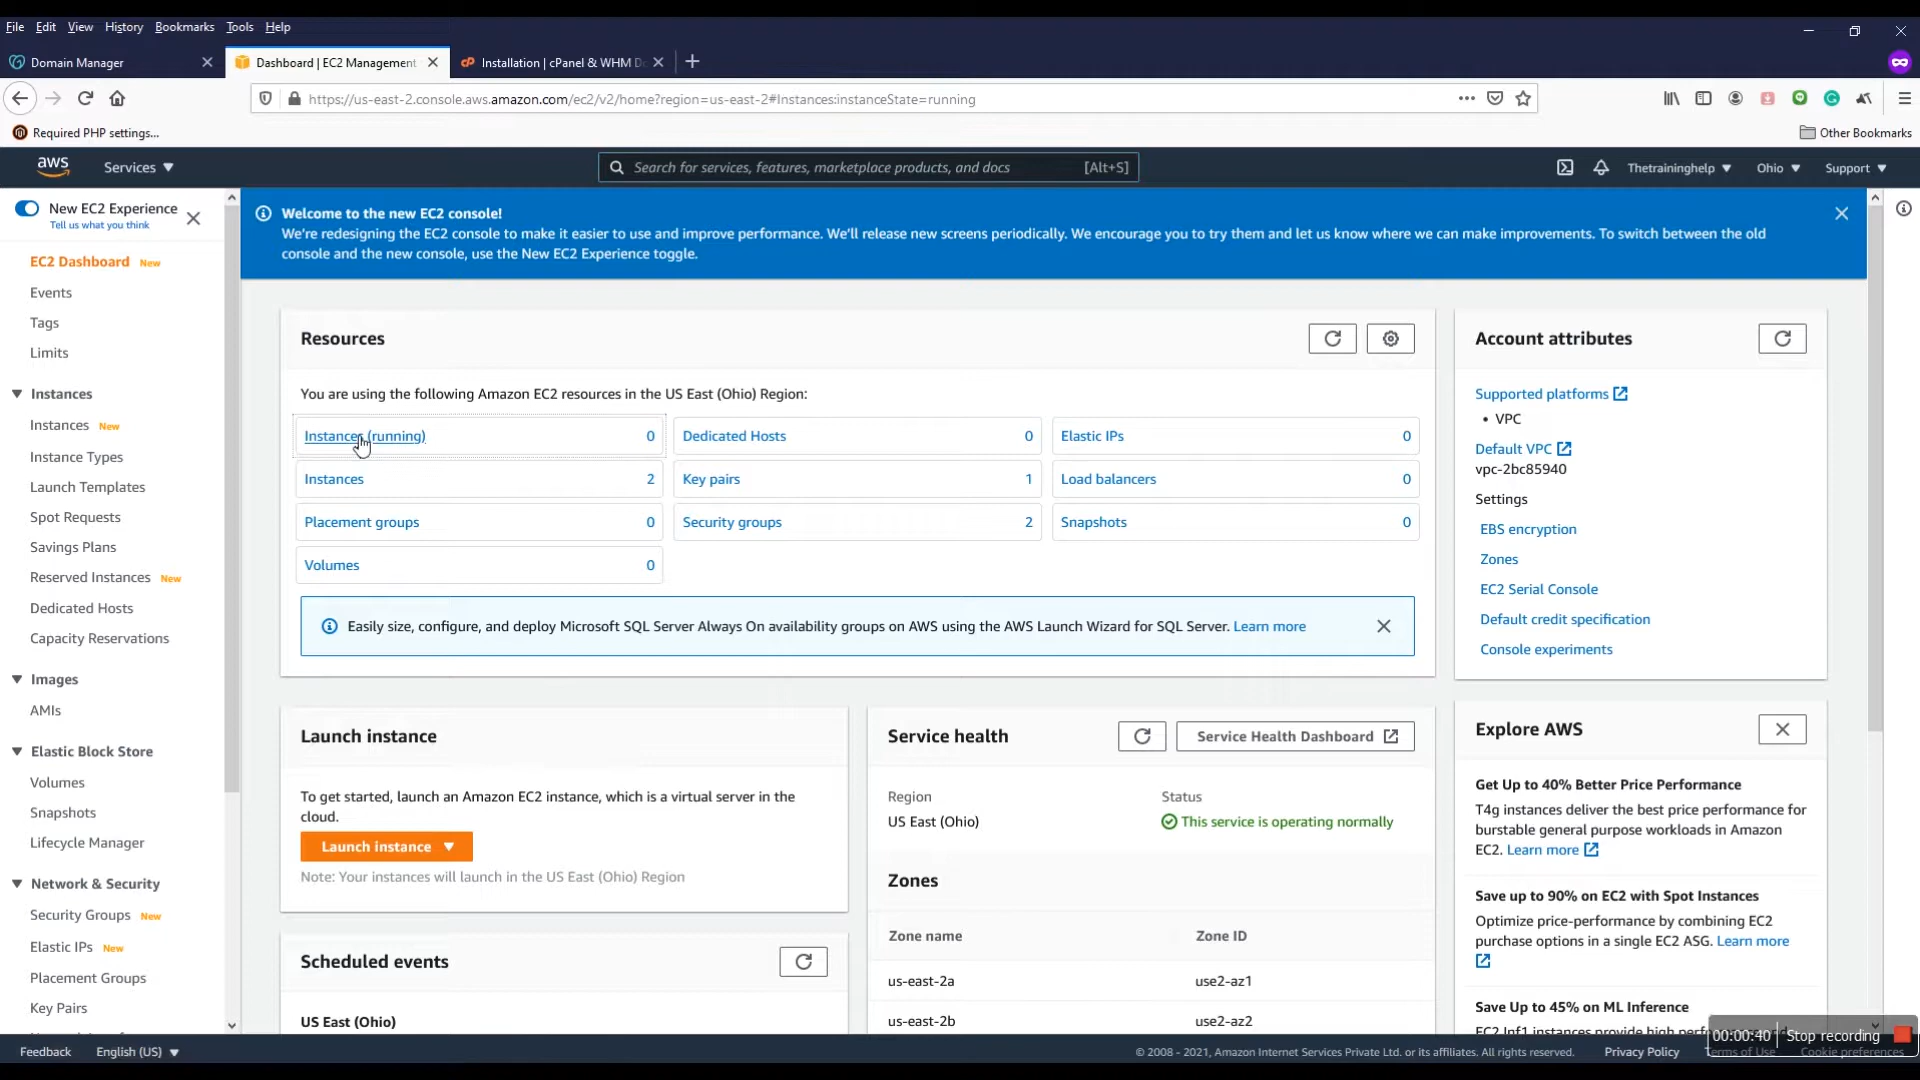 File Edit View History Bookmarks Tools Help
Domain Manager
Dashboard | EC2 Management
Installation | cPanel & WHM D
https://us-east-2.console.aws.amazon.com/ec2/v2/home?region=us-east-2#Instances:instanceState=running
Required PHP settings...
Other Bookmarks
aws
Services
Search for services, features, marketplace products, and docs [Alt+S]
Thetraininghelp
Ohio
Support
New EC2 Experience
Tell us what you think
EC2 Dashboard New
Events
Tags
Limits
Instances
Instances New
Instance Types
Launch Templates
Spot Requests
Savings Plans
Reserved Instances New
Dedicated Hosts
Capacity Reservations
Images
AMIs
Elastic Block Store
Volumes
Snapshots
Lifecycle Manager
Network & Security
Security Groups New
Elastic IPs New
Placement Groups
Key Pairs
Welcome to the new EC2 console!
We're redesigning the EC2 console to make it easier to use and improve performance. We'll release new screens periodically. We encourage you to try them and let us know where we can make improvements. To switch between the old
console and the new console, use the New EC2 Experience toggle.
Resources
You are using the following Amazon EC2 resources in the US East (Ohio) Region:
Instances (running) 0
Dedicated Hosts 0
Elastic IPs 0
Instances 2
Key pairs 1
Load balancers 0
Placement groups 0
Security groups 2
Snapshots 0
Volumes 0
Easily size, configure, and deploy Microsoft SQL Server Always On availability groups on AWS using the AWS Launch Wizard for SQL Server. Learn more
Launch instance
To get started, launch an Amazon EC2 instance, which is a virtual server in the
cloud.
Launch instance
Note: Your instances will launch in the US East (Ohio) Region
Scheduled events
US East (Ohio)
Service health
Service Health Dashboard
Region Status
US East (Ohio) This service is operating normally
Zones
Zone name Zone ID
us-east-2a use2-az1
us-east-2b use2-az2
Account attributes
Supported platforms
• VPC
Default VPC
vpc-2bc85940
Settings
EBS encryption
Zones
EC2 Serial Console
Default credit specification
Console experiments
Explore AWS
Get Up to 40% Better Price Performance
T4g instances deliver the best price performance for
burstable general purpose workloads in Amazon
EC2. Learn more
Save up to 90% on EC2 with Spot Instances
Optimize price-performance by combining EC2
purchase options in a single EC2 ASG. Learn more
Save Up to 45% on ML Inference
EC2 Inf1 instances provide high
00:00:40 Stop recording
Feedback English (US)
© 2008 - 2021, Amazon Internet Services Private Ltd. or its affiliates. All rights reserved.
Privacy Policy
Terms of Use
Cookie preferences